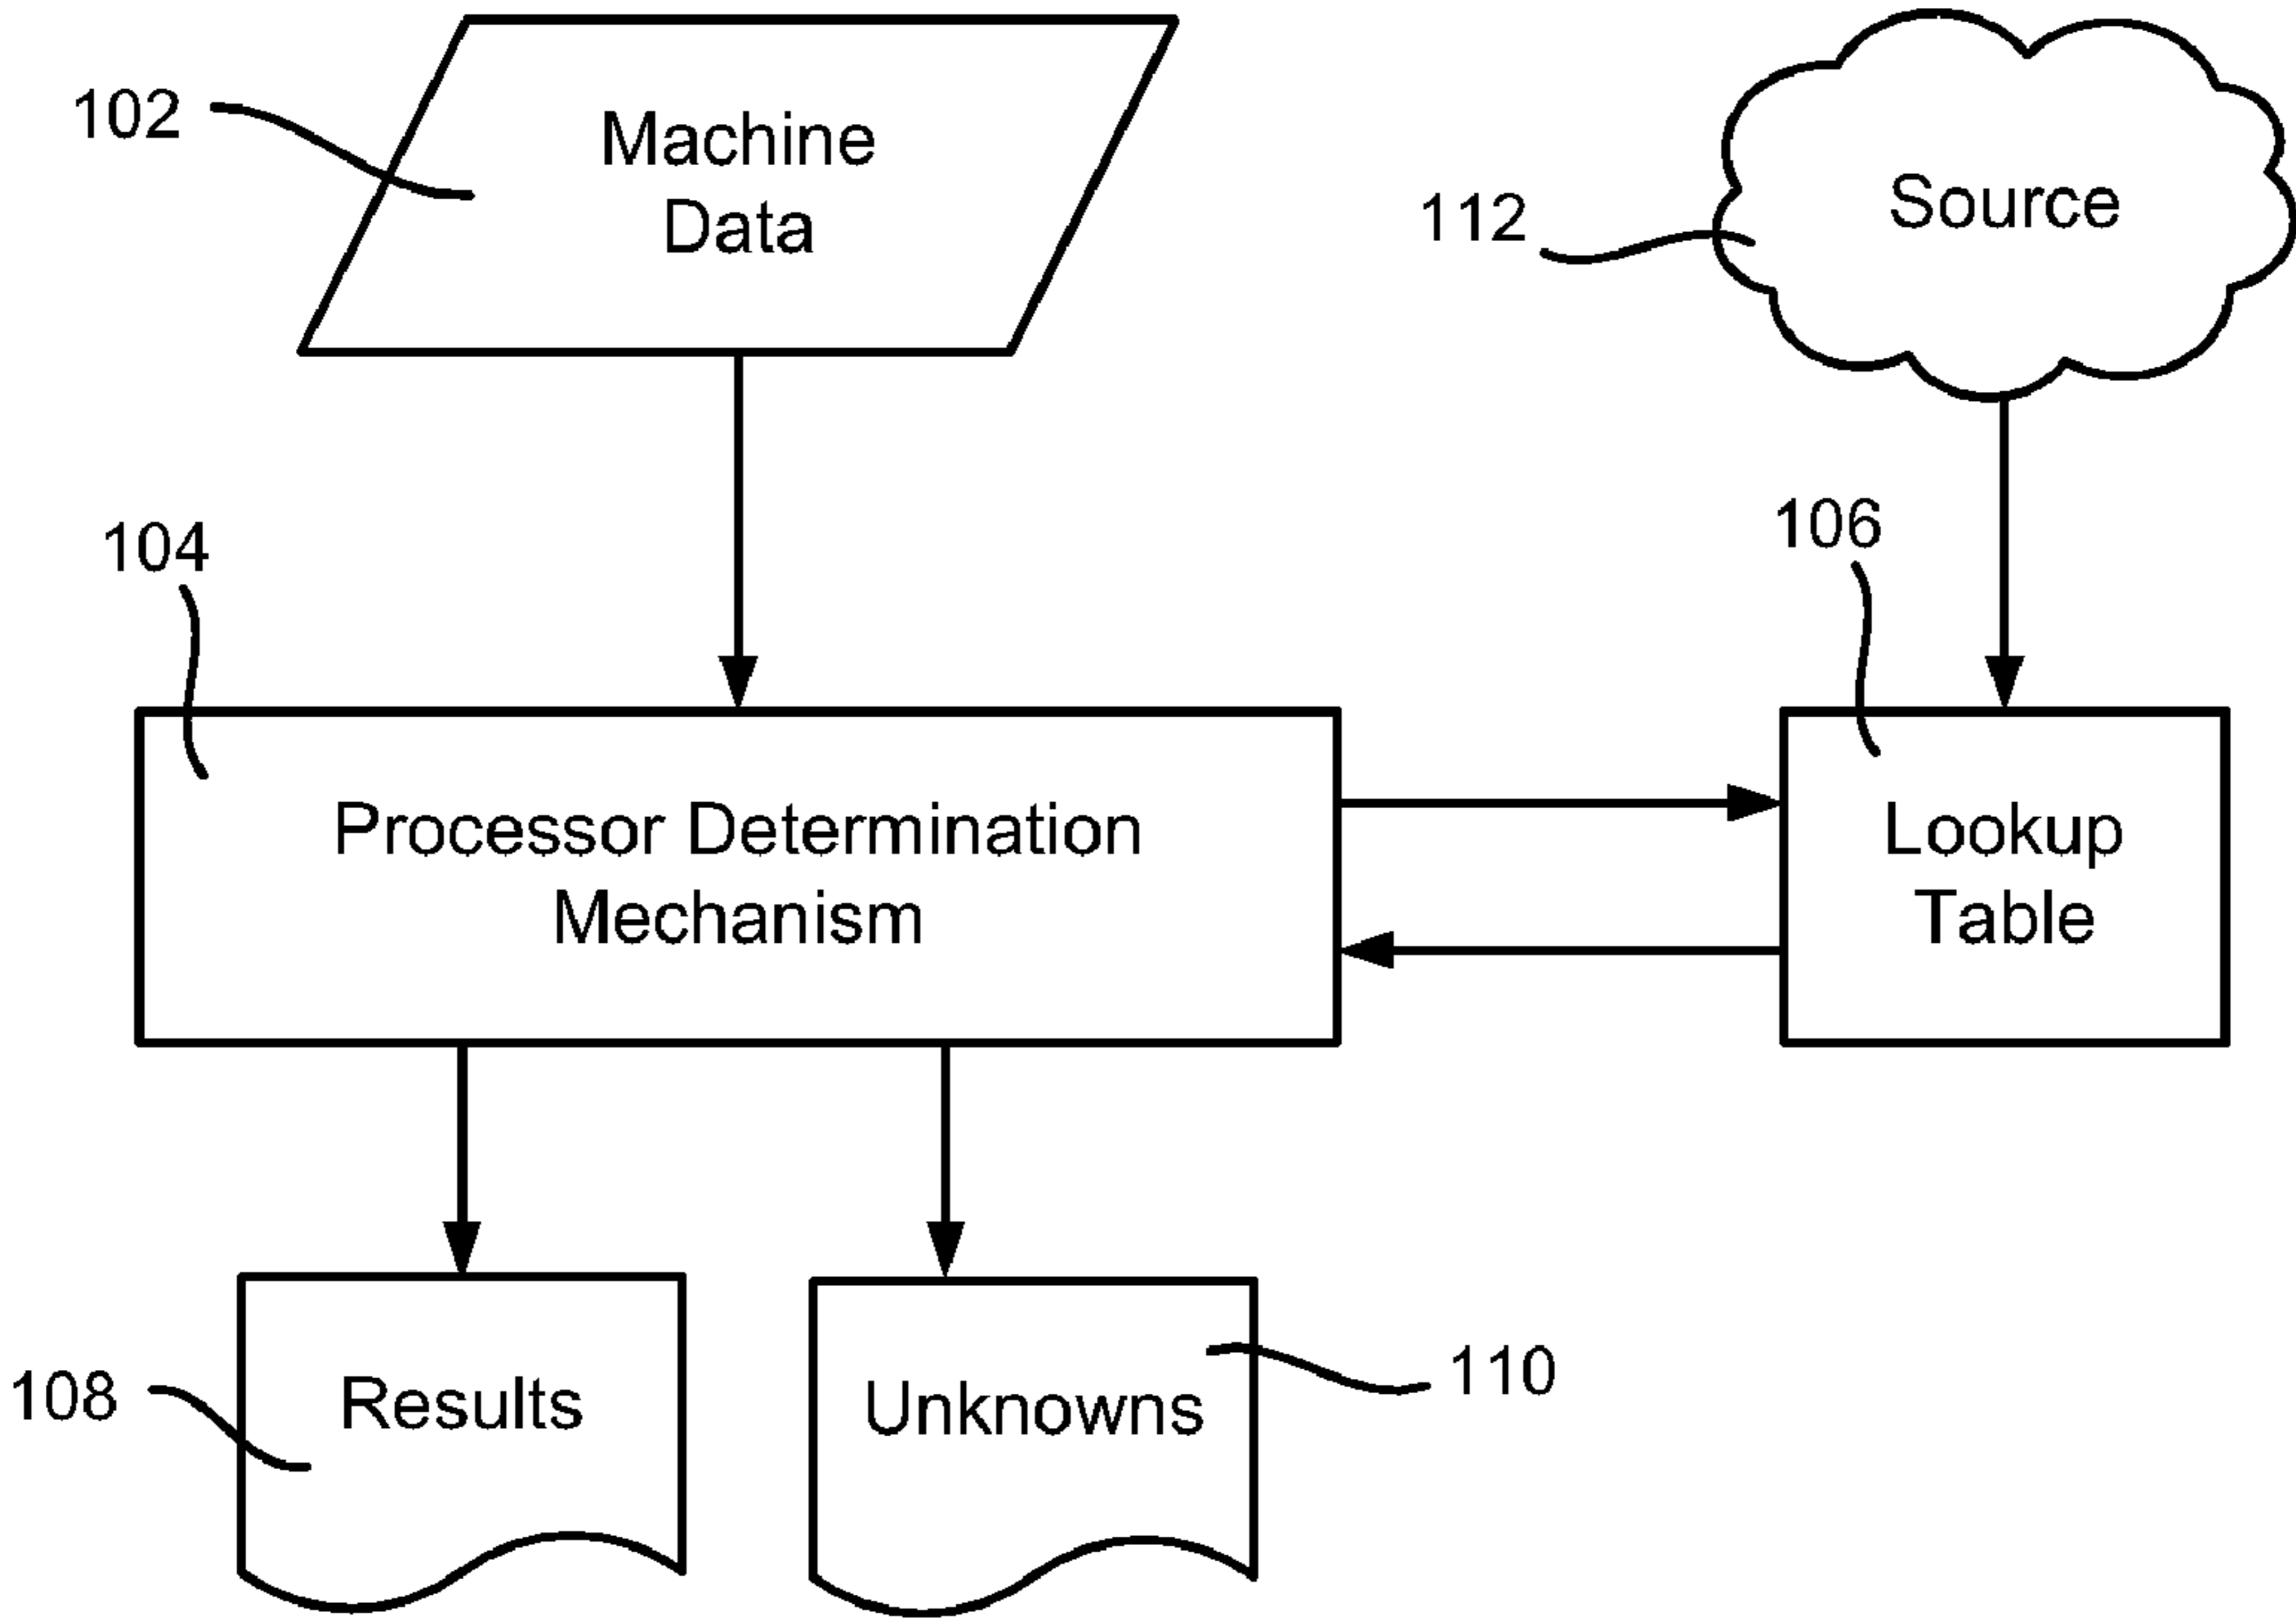 102
Machine
Data
112
Source
104
106
Processor Determination
Mechanism
Lookup
Table
108
Results
Unknowns
110